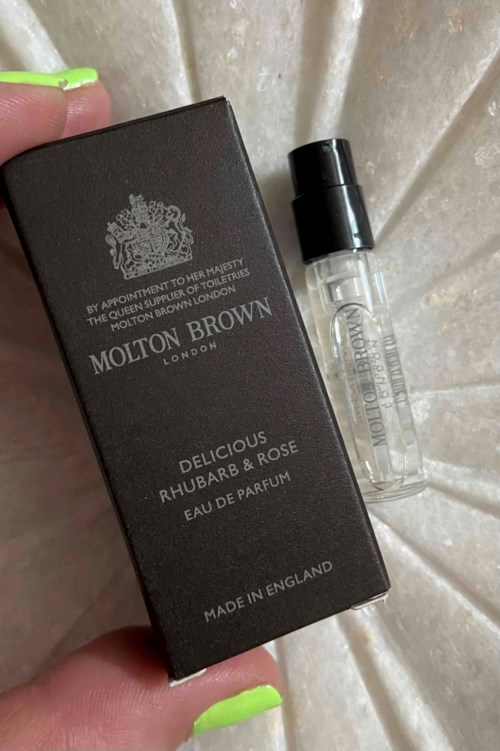 BY APPOINTMENT TO HER MAJESTY
THE QUEEN SUPPLIER OF TOILETRIES
MOLTON BROWN LONDON
MOLTON BROWN
LONDON
DELICIOUS
RHUBARB & ROSE
EAU DE PARFUM
MADE IN ENGLAND
MOLTON BROWN